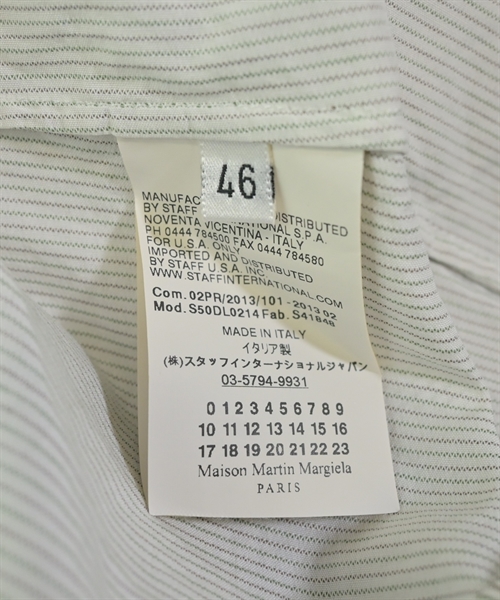 46
MANUFAC DISTRIBUTED
BY STAFF IONAL S.P.A.
NOVENTA VICENTINA - ITALY
PH 0444 780500 FAX 0444 784580
FOR U.S.A. ONLY
IMPORTED AND DISTRIBUTED
BY STAFF U.S.A. INC.
WWW.STAFFINTERNATIONAL.COM
Com. 02PR/2013/101 - 2013 02
Mod. S50DL0214 Fab. S41848
MADE IN ITALY
イタリア製
(株)スタッフインターナショナルジャパン
03-5794-9931
0 1 2 3 4 5 6 7 8 9
10 11 12 13 14 15 16
17 18 19 20 21 22 23
Maison Martin Margiela
PARIS